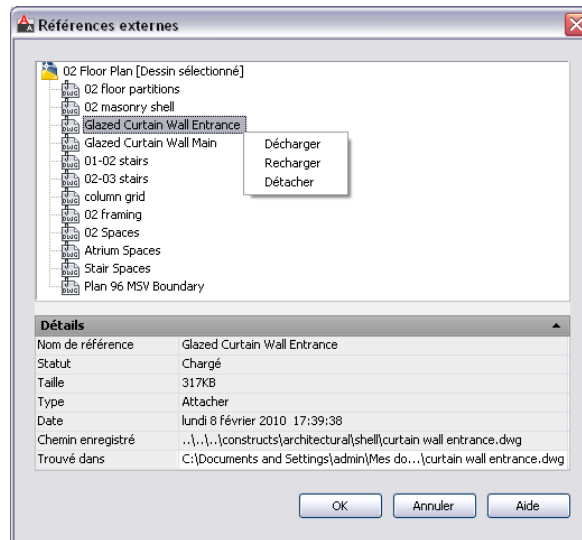 Références externes
02 Floor Plan [Dessin sélectionné]
02 floor partitions
02 masonry shell
Glazed Curtain Wall Entrance
Glazed Curtain Wall Main
01-02 stairs
02-03 stairs
column grid
02 framing
02 Spaces
Atrium Spaces
Stair Spaces
Plan 96 MSV Boundary
Décharger
Recharger
Détacher
Détails
Nom de référence Glazed Curtain Wall Entrance
Statut Chargé
Taille 317KB
Type Attacher
Date lundi 8 février 2010 17:39:38
Chemin enregistré ..\..\..\constructs\architectural\shell\curtain wall entrance.dwg
Trouvé dans C:\Documents and Settings\admin\Mes do...\curtain wall entrance.dwg
OK Annuler Aide